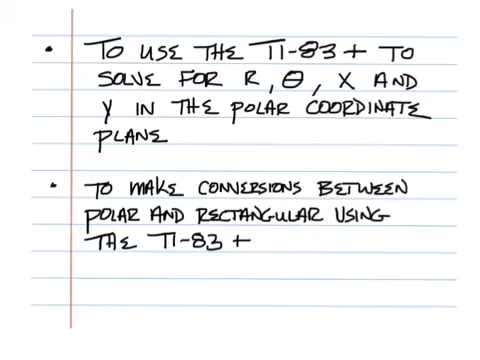 • TO USE THE TI-83+ TO
SOLVE FOR R, θ, X AND
Y IN THE POLAR COORDINATE
PLANE
• TO MAKE CONVERSIONS BETWEEN
POLAR AND RECTANGULAR USING
THE TI-83+